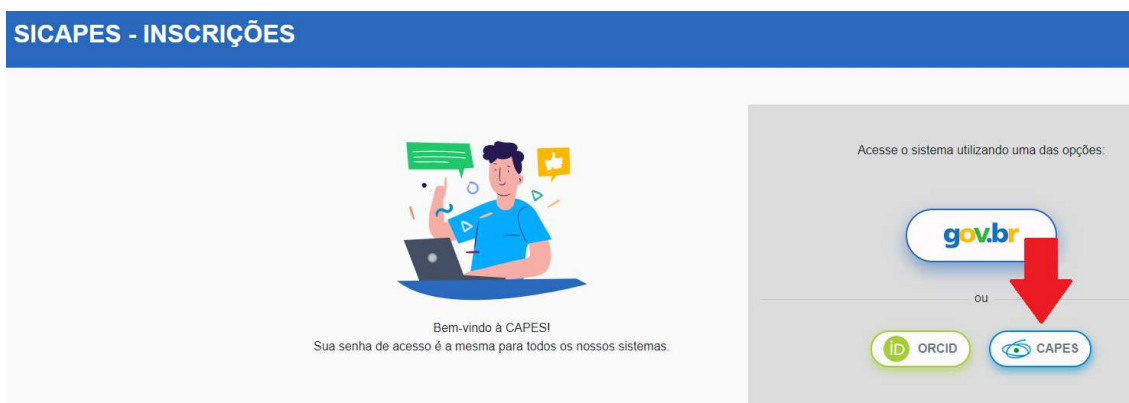 SICAPES - INSCRIÇÕES
Bem-vindo à CAPES!
Sua senha de acesso é a mesma para todos os nossos sistemas.
Acesse o sistema utilizando uma das opções:
gov.br
ou
iD ORCID
CAPES